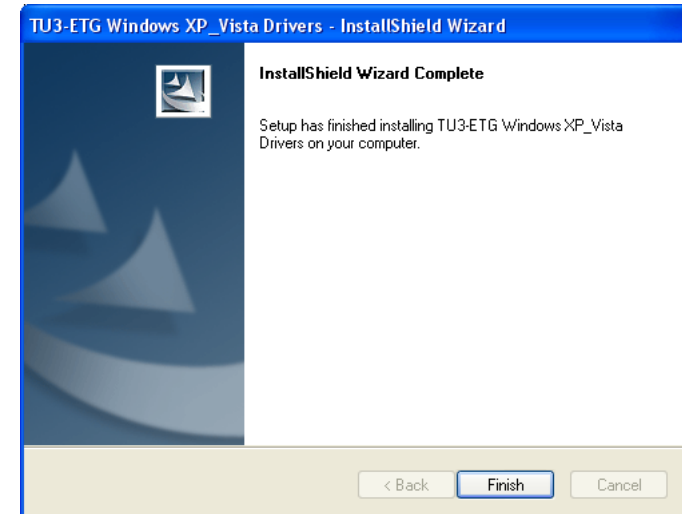 TU3-ETG Windows XP_Vista Drivers - InstallShield Wizard
InstallShield Wizard Complete
Setup has finished installing TU3-ETG Windows XP_Vista
Drivers on your computer.
< Back
Finish
Cancel